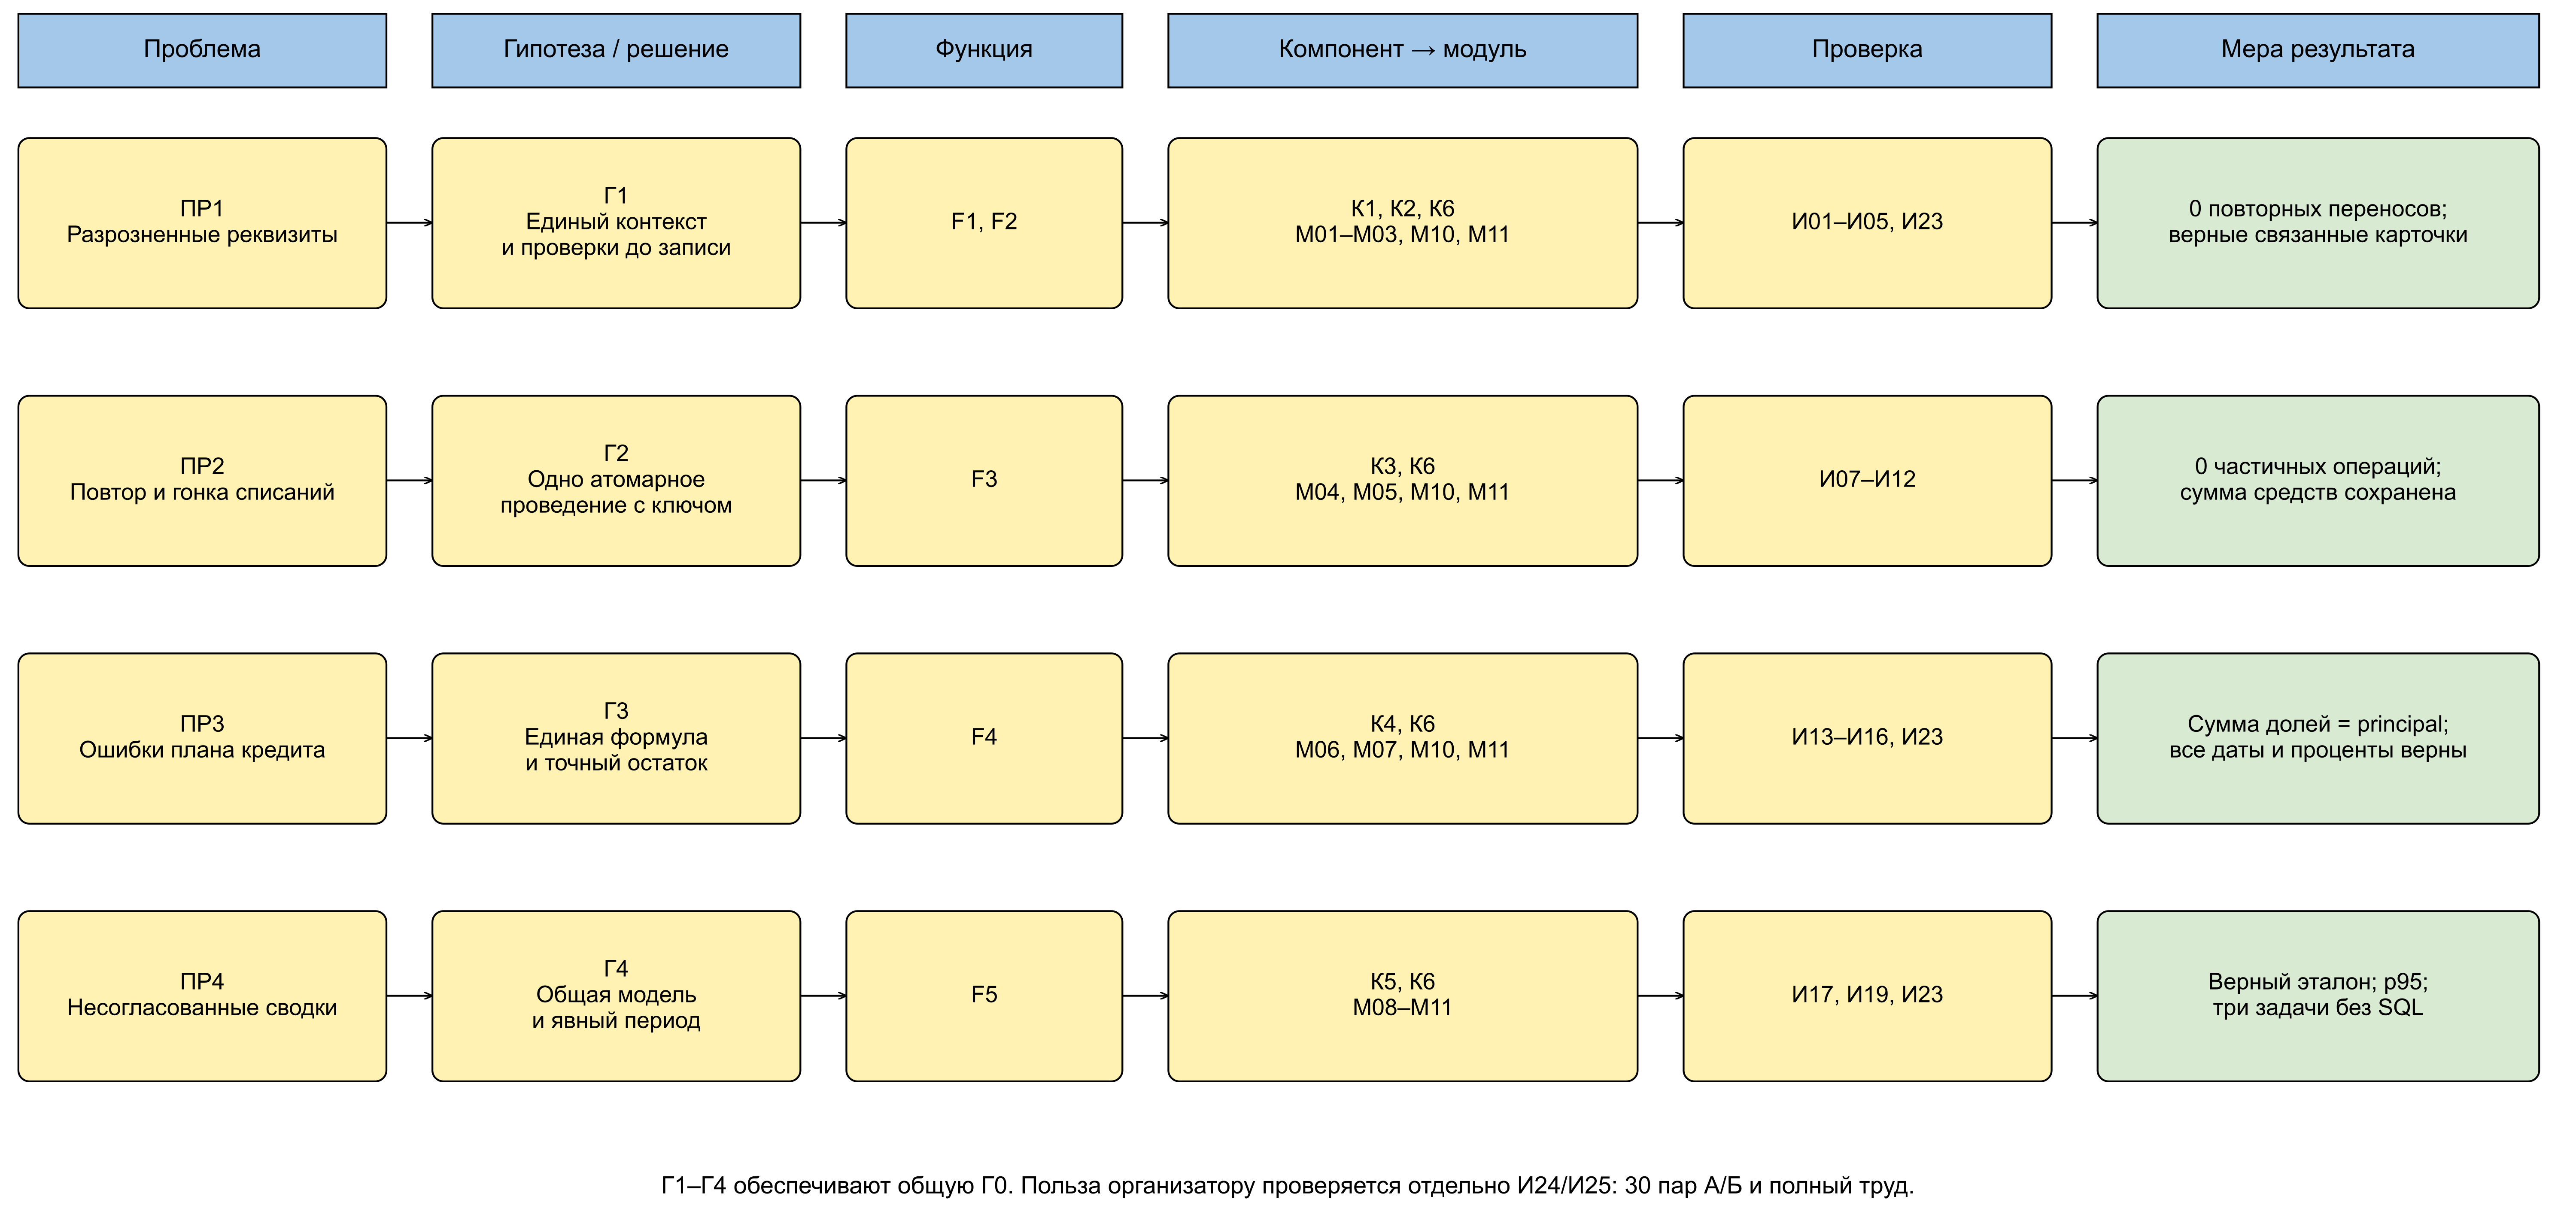 Проблема
Гипотеза / решение
Функция
Компонент → модуль
Проверка
Мера результата
ПР1
Разрозненные реквизиты
Г1
Единый контекст
и проверки до записи
F1, F2
К1, К2, К6
М01–М03, М10, М11
И01–И05, И23
0 повторных переносов;
верные связанные карточки
ПР2
Повтор и гонка списаний
Г2
Одно атомарное
проведение с ключом
F3
К3, К6
М04, М05, М10, М11
И07–И12
0 частичных операций;
сумма средств сохранена
ПР3
Ошибки плана кредита
Г3
Единая формула
и точный остаток
F4
К4, К6
М06, М07, М10, М11
И13–И16, И23
Сумма долей = principal;
все даты и проценты верны
ПР4
Несогласованные сводки
Г4
Общая модель
и явный период
F5
К5, К6
М08–М11
И17, И19, И23
Верный эталон; p95;
три задачи без SQL
Г1–Г4 обеспечивают общую Г0. Польза организатору проверяется отдельно И24/И25: 30 пар А/Б и полный труд.